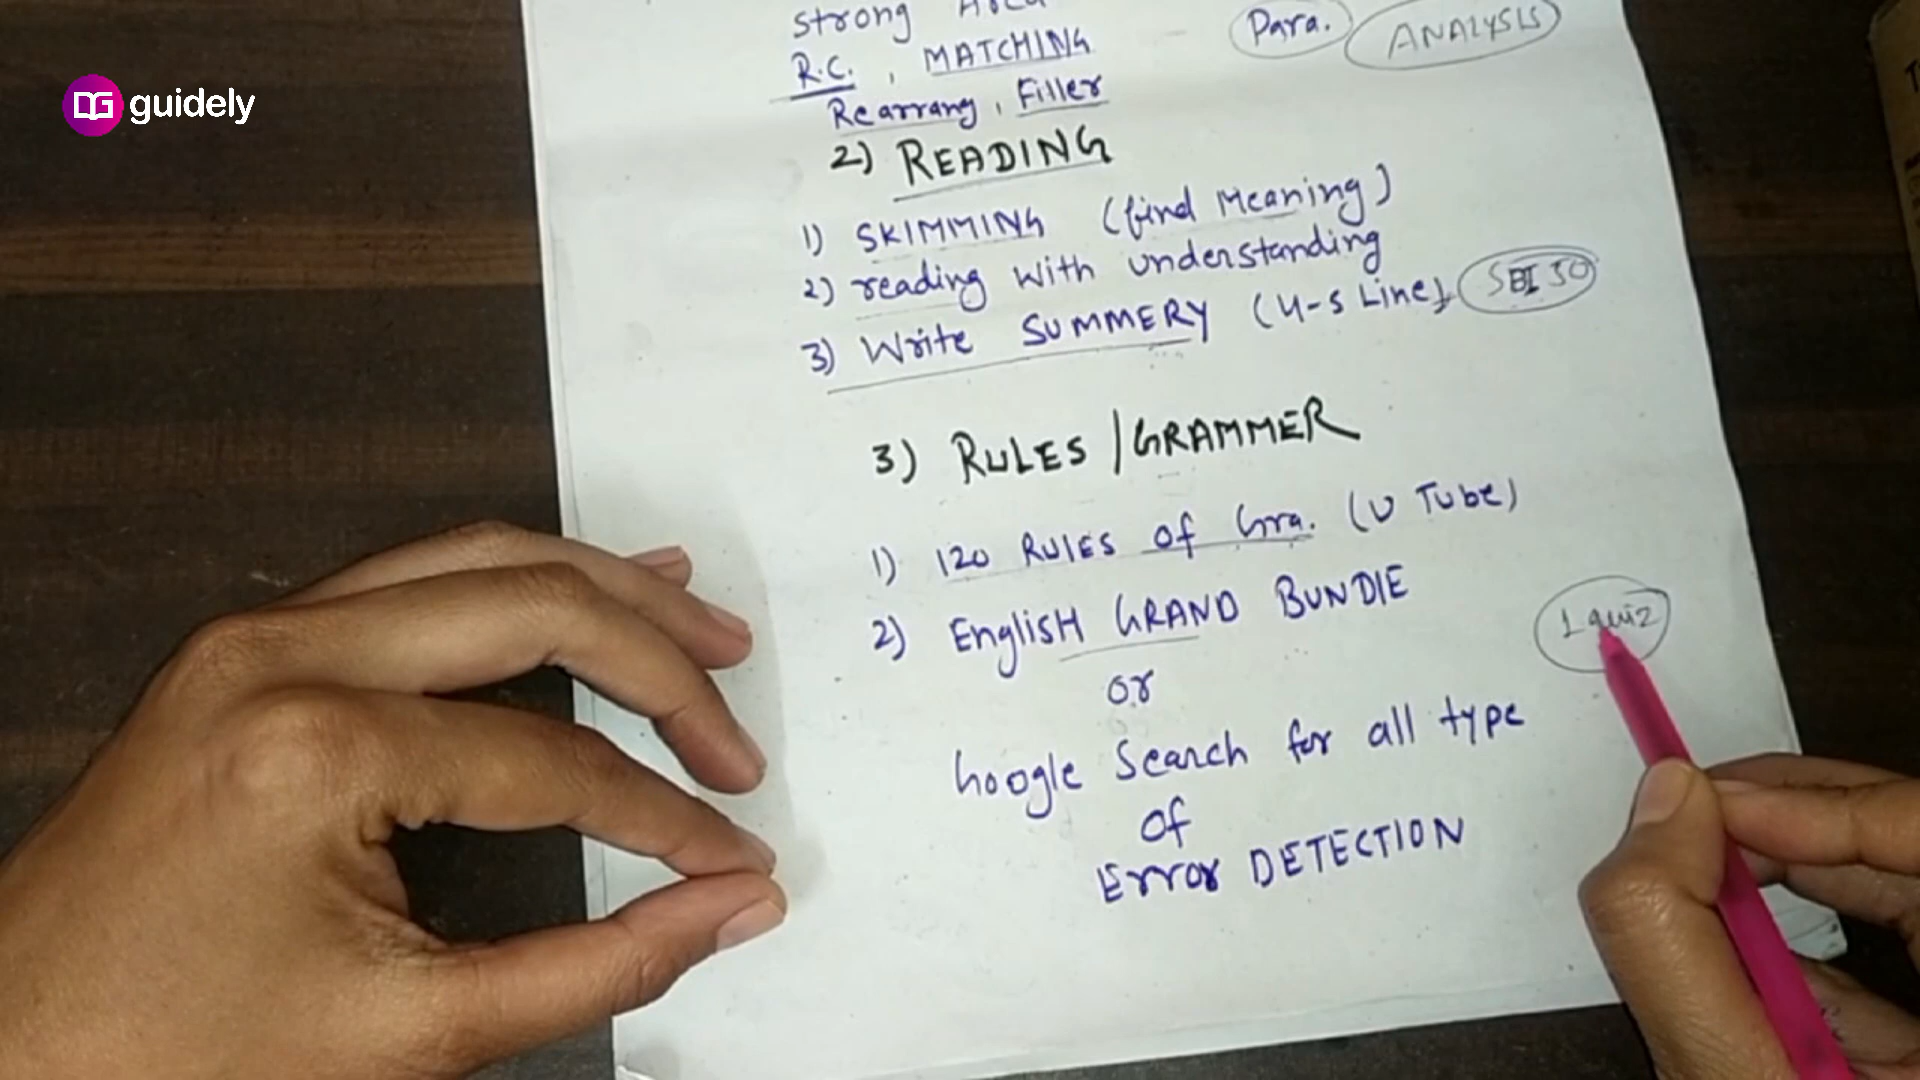 guidely
strong Area
Para.
ANALYSIS
R.C., MATCHING
Rearrang, Filler
2) READING
1) SKIMMING (find Meaning)
2) reading with understanding
3) Write SUMMERY (4-5 Line)
3) RULES / GRAMMER
1) 120 RULES of Gra. (U Tube)
2) English GRAND BUNDlE
1 quiz
or
Google Search for all type
of
Error DETECTION